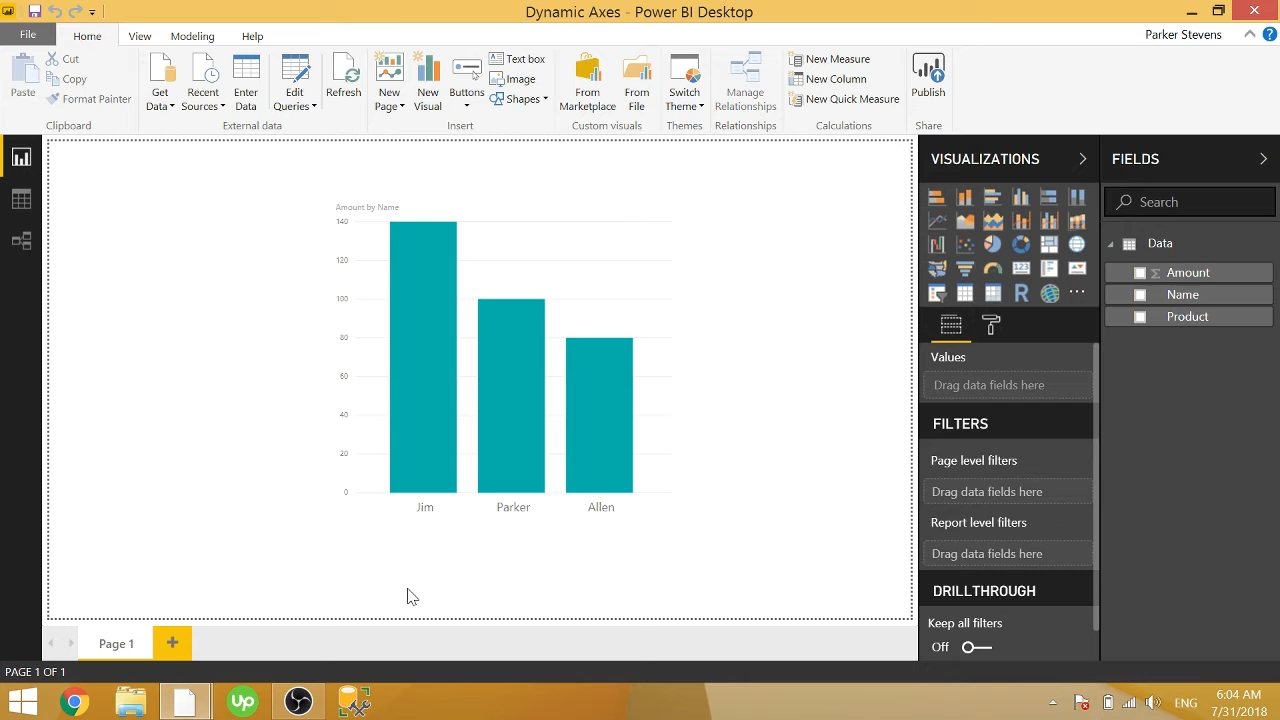 Dynamic Axes - Power BI Desktop
File
Home
View
Modeling
Help
Parker Stevens
Paste
Cut
Copy
Format Painter
Clipboard
Get Data
Recent Sources
Enter Data
Edit Queries
Refresh
External data
New Page
New Visual
Buttons
Text box
Image
Shapes
Insert
From Marketplace
From File
Custom visuals
Switch Theme
Themes
Manage Relationships
Relationships
New Measure
New Column
New Quick Measure
Calculations
Publish
Share
Amount by Name
140
120
100
80
60
40
20
0
Jim
Parker
Allen
VISUALIZATIONS
Values
Drag data fields here
FILTERS
Page level filters
Drag data fields here
Report level filters
Drag data fields here
DRILLTHROUGH
Keep all filters
Off
FIELDS
Search
Data
Amount
Name
Product
Page 1
PAGE 1 OF 1
ENG
6:04 AM
7/31/2018